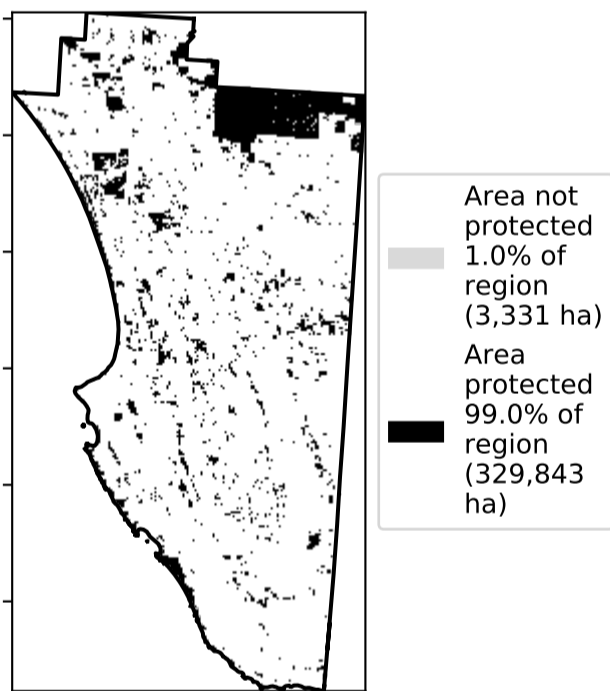 Area not
protected
1.0% of
region
(3,331 ha)
Area
protected
99.0% of
region
(329,843
ha)